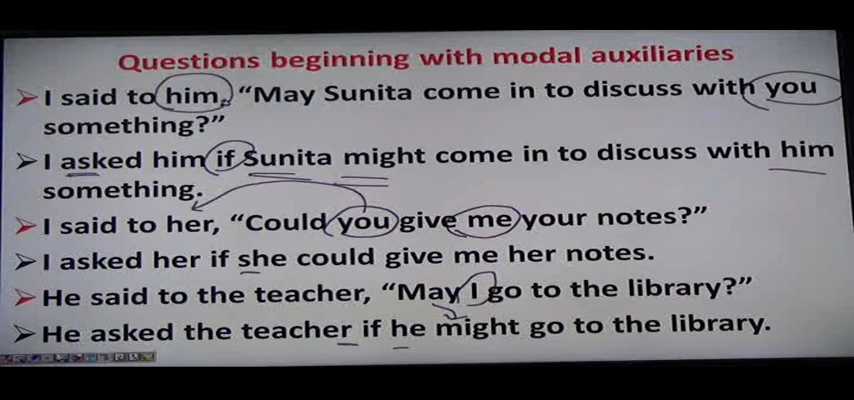 Questions beginning with modal auxiliaries
➢ I said to him, “May Sunita come in to discuss with you
something?”
➢ I asked him if Sunita might come in to discuss with him
something.
➢ I said to her, “Could you give me your notes?”
➢ I asked her if she could give me her notes.
➢ He said to the teacher, “May I go to the library?”
➢ He asked the teacher if he might go to the library.